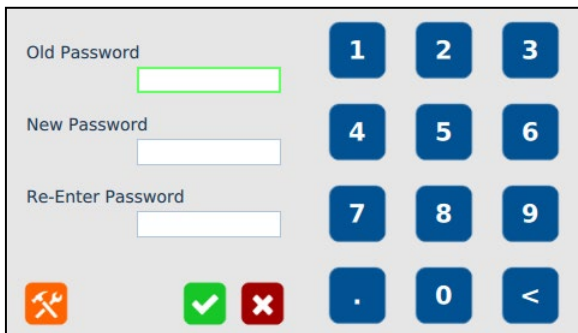 Old Password
New Password
Re-Enter Password
1 2 3
4 5 6
7 8 9
. 0 <